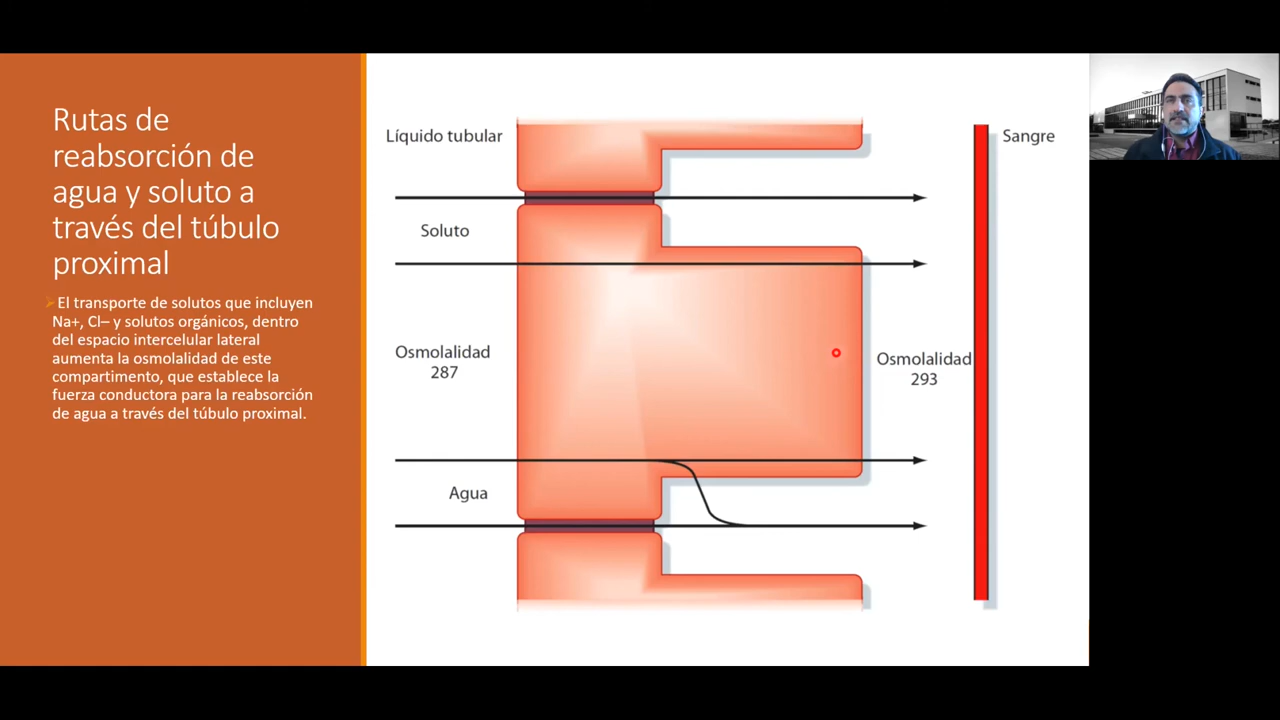 Rutas de
reabsorción de
agua y soluto a
través del túbulo
proximal
El transporte de solutos que incluyen
Na+, Cl– y solutos orgánicos, dentro
del espacio intercelular lateral
aumenta la osmolalidad de este
compartimento, que establece la
fuerza conductora para la reabsorción
de agua a través del túbulo proximal.
Líquido tubular
Sangre
Soluto
Osmolalidad
287
Osmolalidad
293
Agua